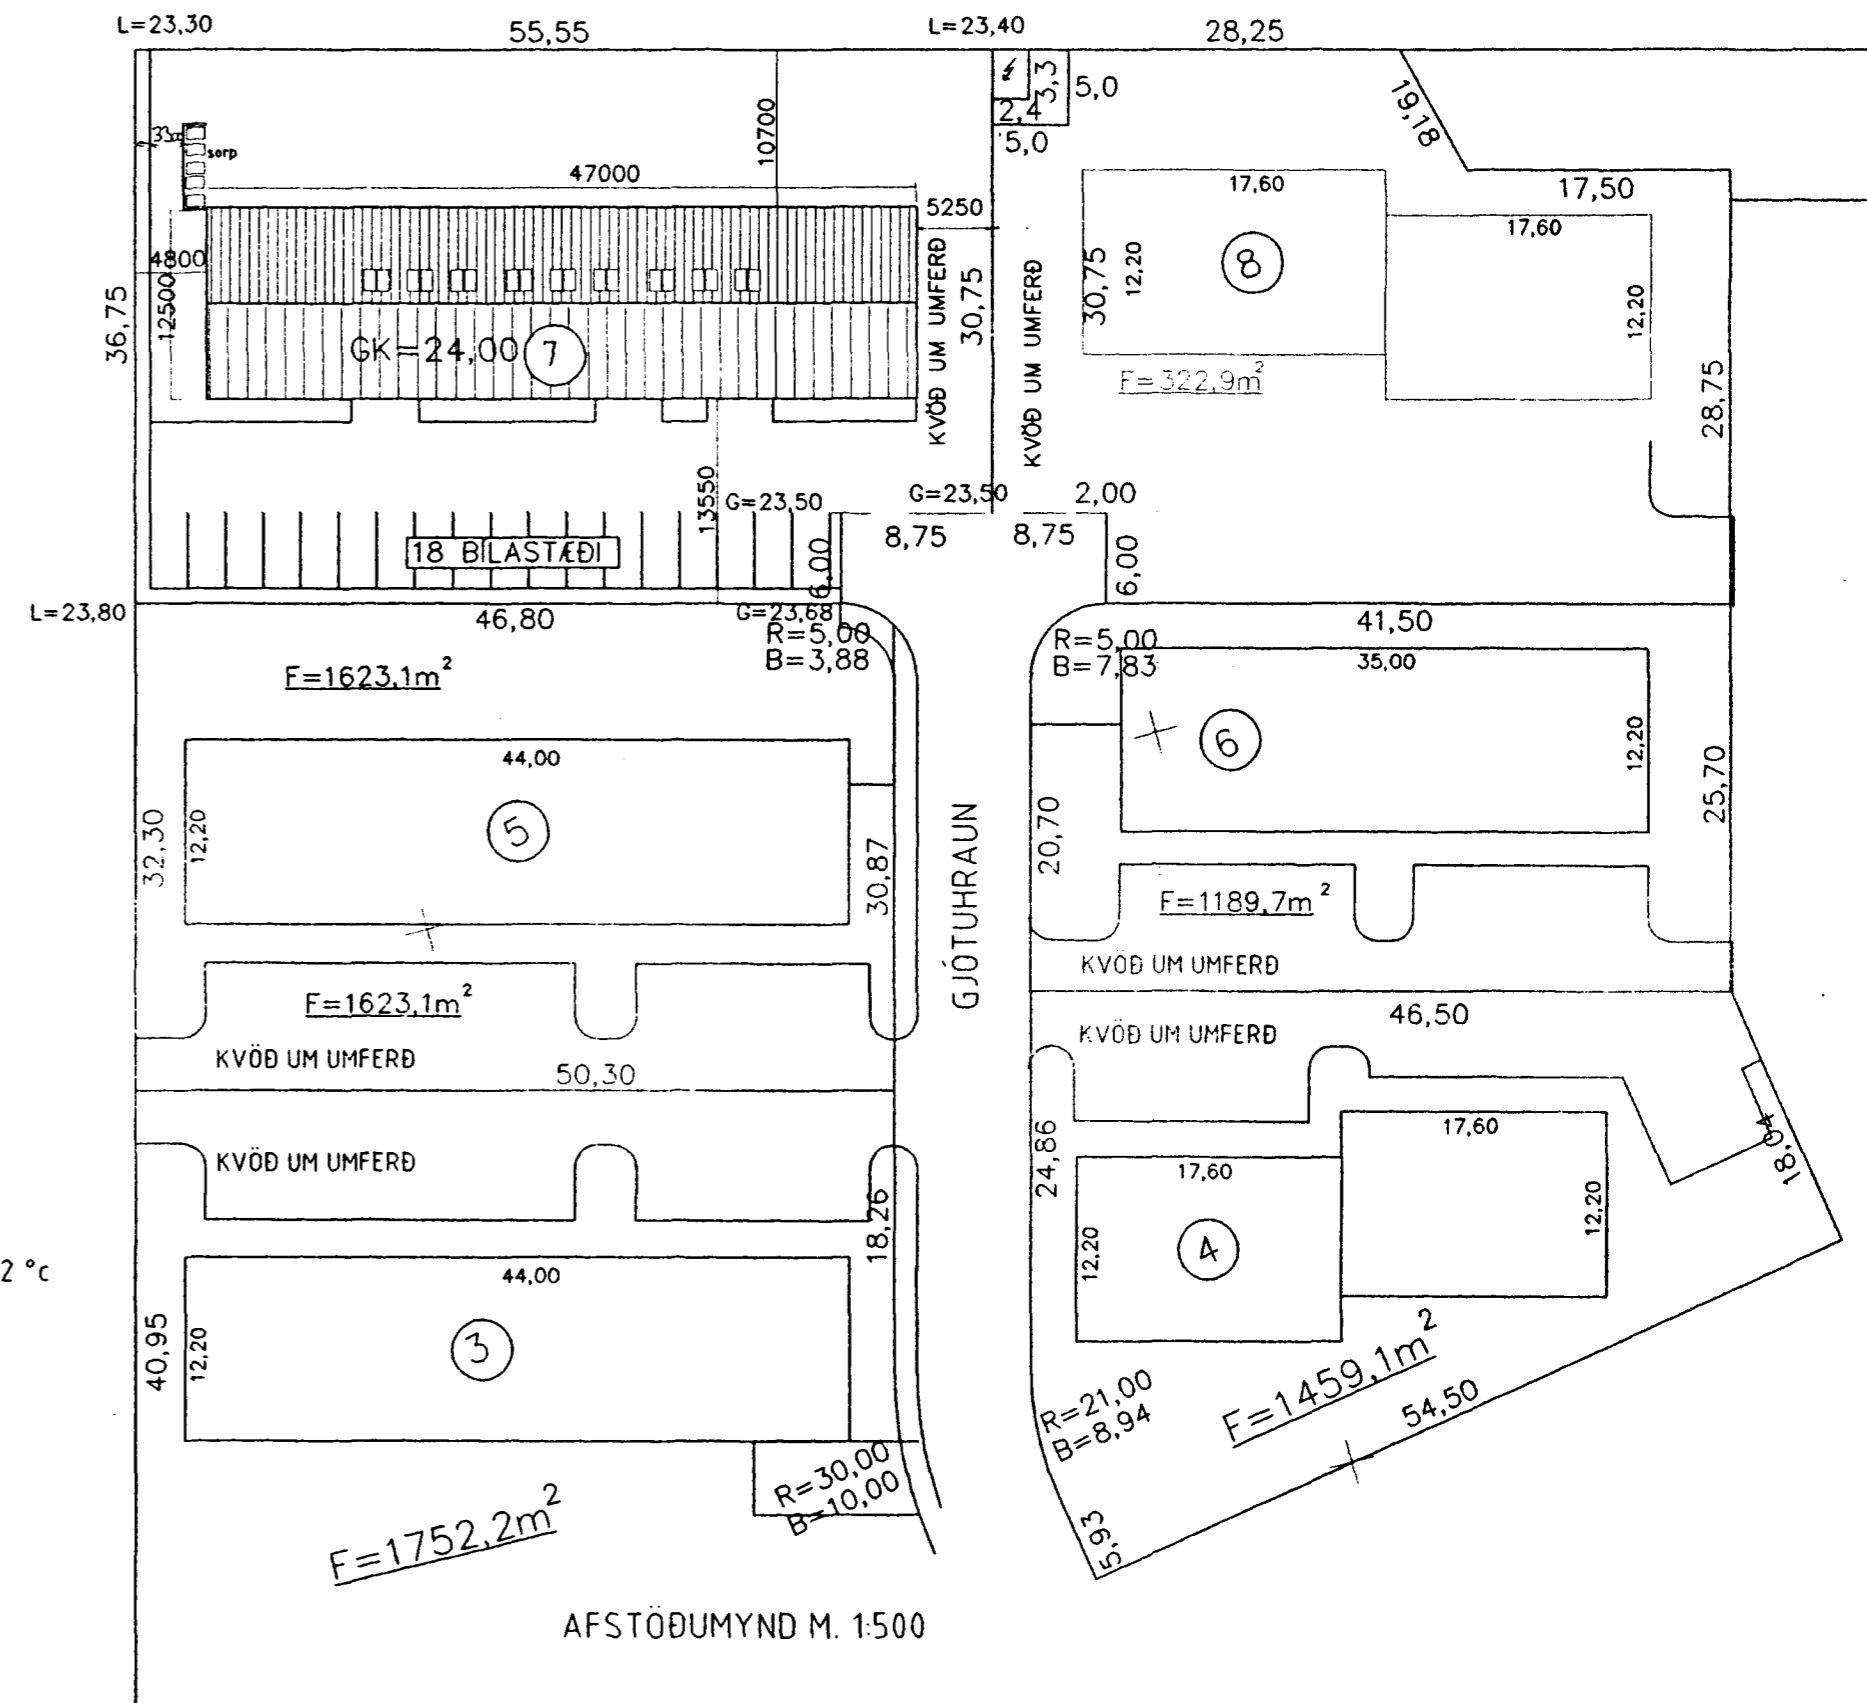 L=23,30
55,55
L=23,40
28,25
3,3
5,0
2,4
5,0
19,18
33
sorp
10700
47000
17,60
17,50
5250
17,60
4800
12500
36,75
KVÖÐ UM UMFERÐ
30,75
KVÖÐ UM UMFERÐ
30,75
12,20
8
12,20
GK=24,00
7
F=322,9m²
28,75
13550
G=23,50
G=23,50
2,00
18 BÍLASTÆÐI
6,00
8,75
8,75
6,00
L=23,80
46,80
G=23,68
R=5,00
B=3,88
41,50
R=5,00
B=7,83
35,00
F=1623,1m²
44,00
6
12,20
25,70
32,30
12,20
5
30,87
GJÓTUHRAUN
20,70
F=1189,7m²
KVÖÐ UM UMFERÐ
F=1623,1m²
46,50
KVÖÐ UM UMFERÐ
KVÖÐ UM UMFERÐ
50,30
KVÖÐ UM UMFERÐ
18,26
24,86
17,60
17,60
18,04
12,20
4
12,20
2 °C
44,00
40,95
12,20
3
R=21,00
B=8,94
F=1459,1m²
54,50
R=30,00
B=10,00
5,93
F=1752,2m²
AFSTÖÐUMYND M. 1:500